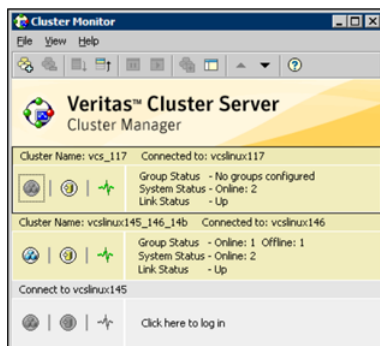 Cluster Monitor
File View Help
Veritas™ Cluster Server
Cluster Manager
Cluster Name: vcs_117 Connected to: vcslinux117
Group Status - No groups configured
System Status - Online: 2
Link Status - Up
Cluster Name: vcslinux145_146_14b Connected to: vcslinux146
Group Status - Online: 1 Offline: 1
System Status - Online: 2
Link Status - Up
Connect to vcslinux145
Click here to log in